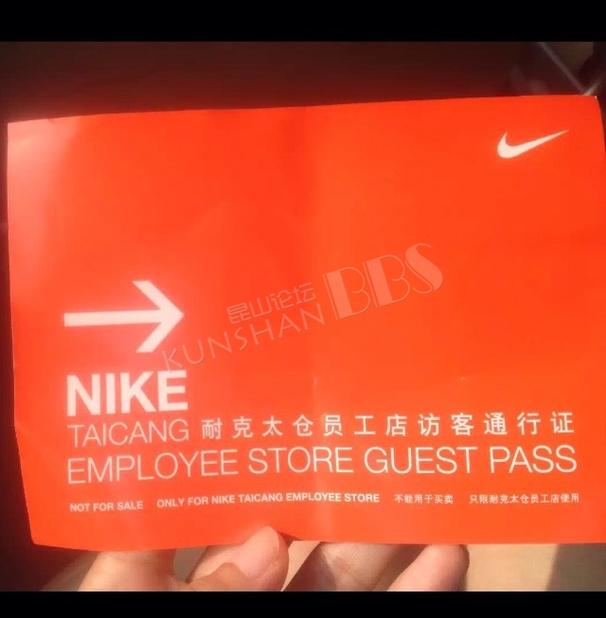 昆山论坛
KUNSHAN BBS
NIKE
TAICANG 耐克太仓员工店访客通行证
EMPLOYEE STORE GUEST PASS
NOT FOR SALE ONLY FOR NIKE TAICANG EMPLOYEE STORE 不能用于买卖 只限耐克太仓员工店使用